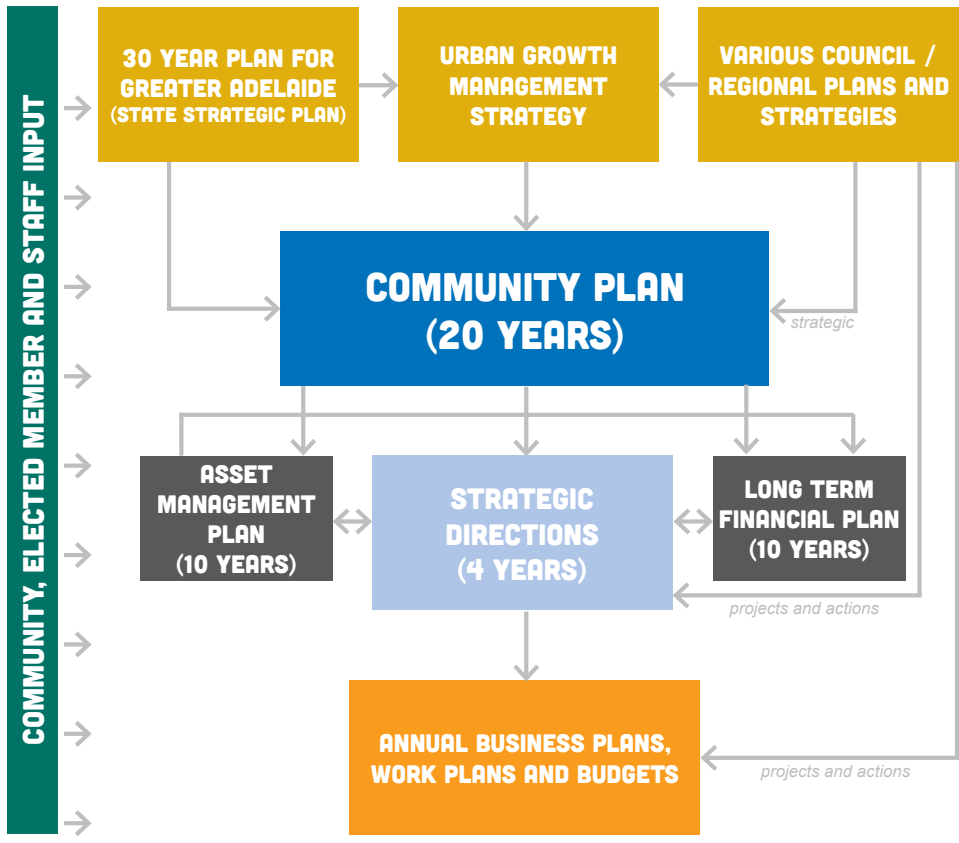 COMMUNITY, ELECTED MEMBER AND STAFF INPUT
30 YEAR PLAN FOR
GREATER ADELAIDE
(STATE STRATEGIC PLAN)
URBAN GROWTH
MANAGEMENT
STRATEGY
VARIOUS COUNCIL /
REGIONAL PLANS AND
STRATEGIES
COMMUNITY PLAN
(20 YEARS)
strategic
ASSET
MANAGEMENT
PLAN
(10 YEARS)
STRATEGIC
DIRECTIONS
(4 YEARS)
LONG TERM
FINANCIAL PLAN
(10 YEARS)
projects and actions
ANNUAL BUSINESS PLANS,
WORK PLANS AND BUDGETS
projects and actions